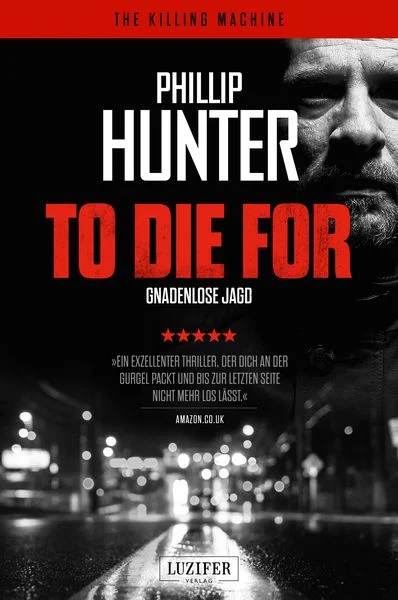 THE KILLING MACHINE
PHILLIP
HUNTER
TO DIE FOR
GNADENLOSE JAGD
»EIN EXZELLENTER THRILLER, DER DICH AN DER
GURGEL PACKT UND BIS ZUR LETZTEN SEITE
NICHT MEHR LOS LÄSST.«
AMAZON.CO.UK
LUZIFER
VERLAG